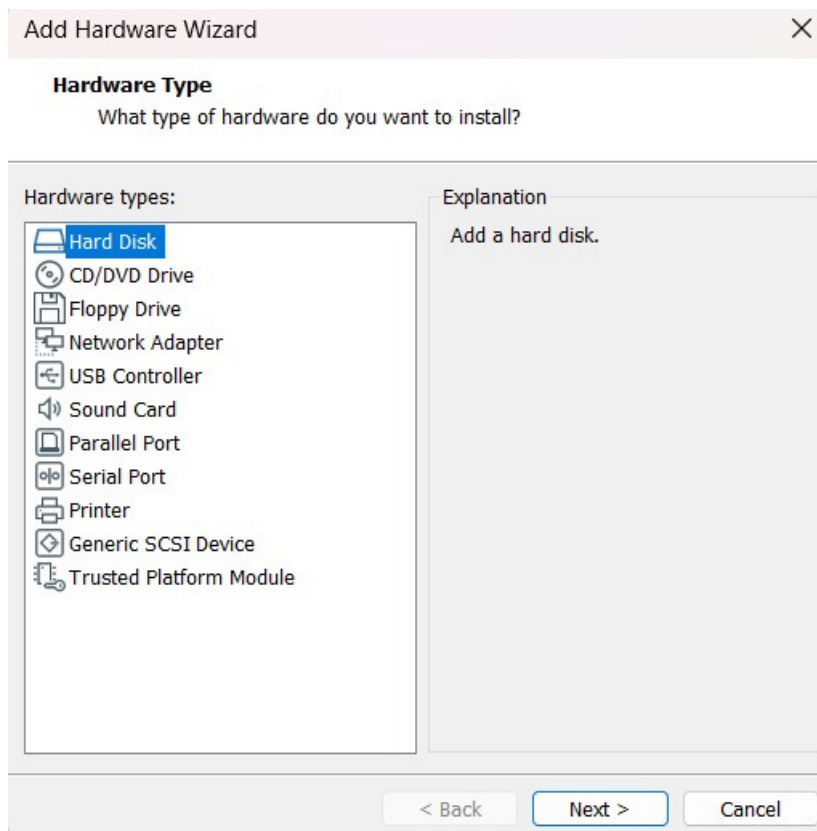 Add Hardware Wizard
Hardware Type
What type of hardware do you want to install?
Hardware types:
Hard Disk
CD/DVD Drive
Floppy Drive
Network Adapter
USB Controller
Sound Card
Parallel Port
Serial Port
Printer
Generic SCSI Device
Trusted Platform Module
Explanation
Add a hard disk.
< Back
Next >
Cancel